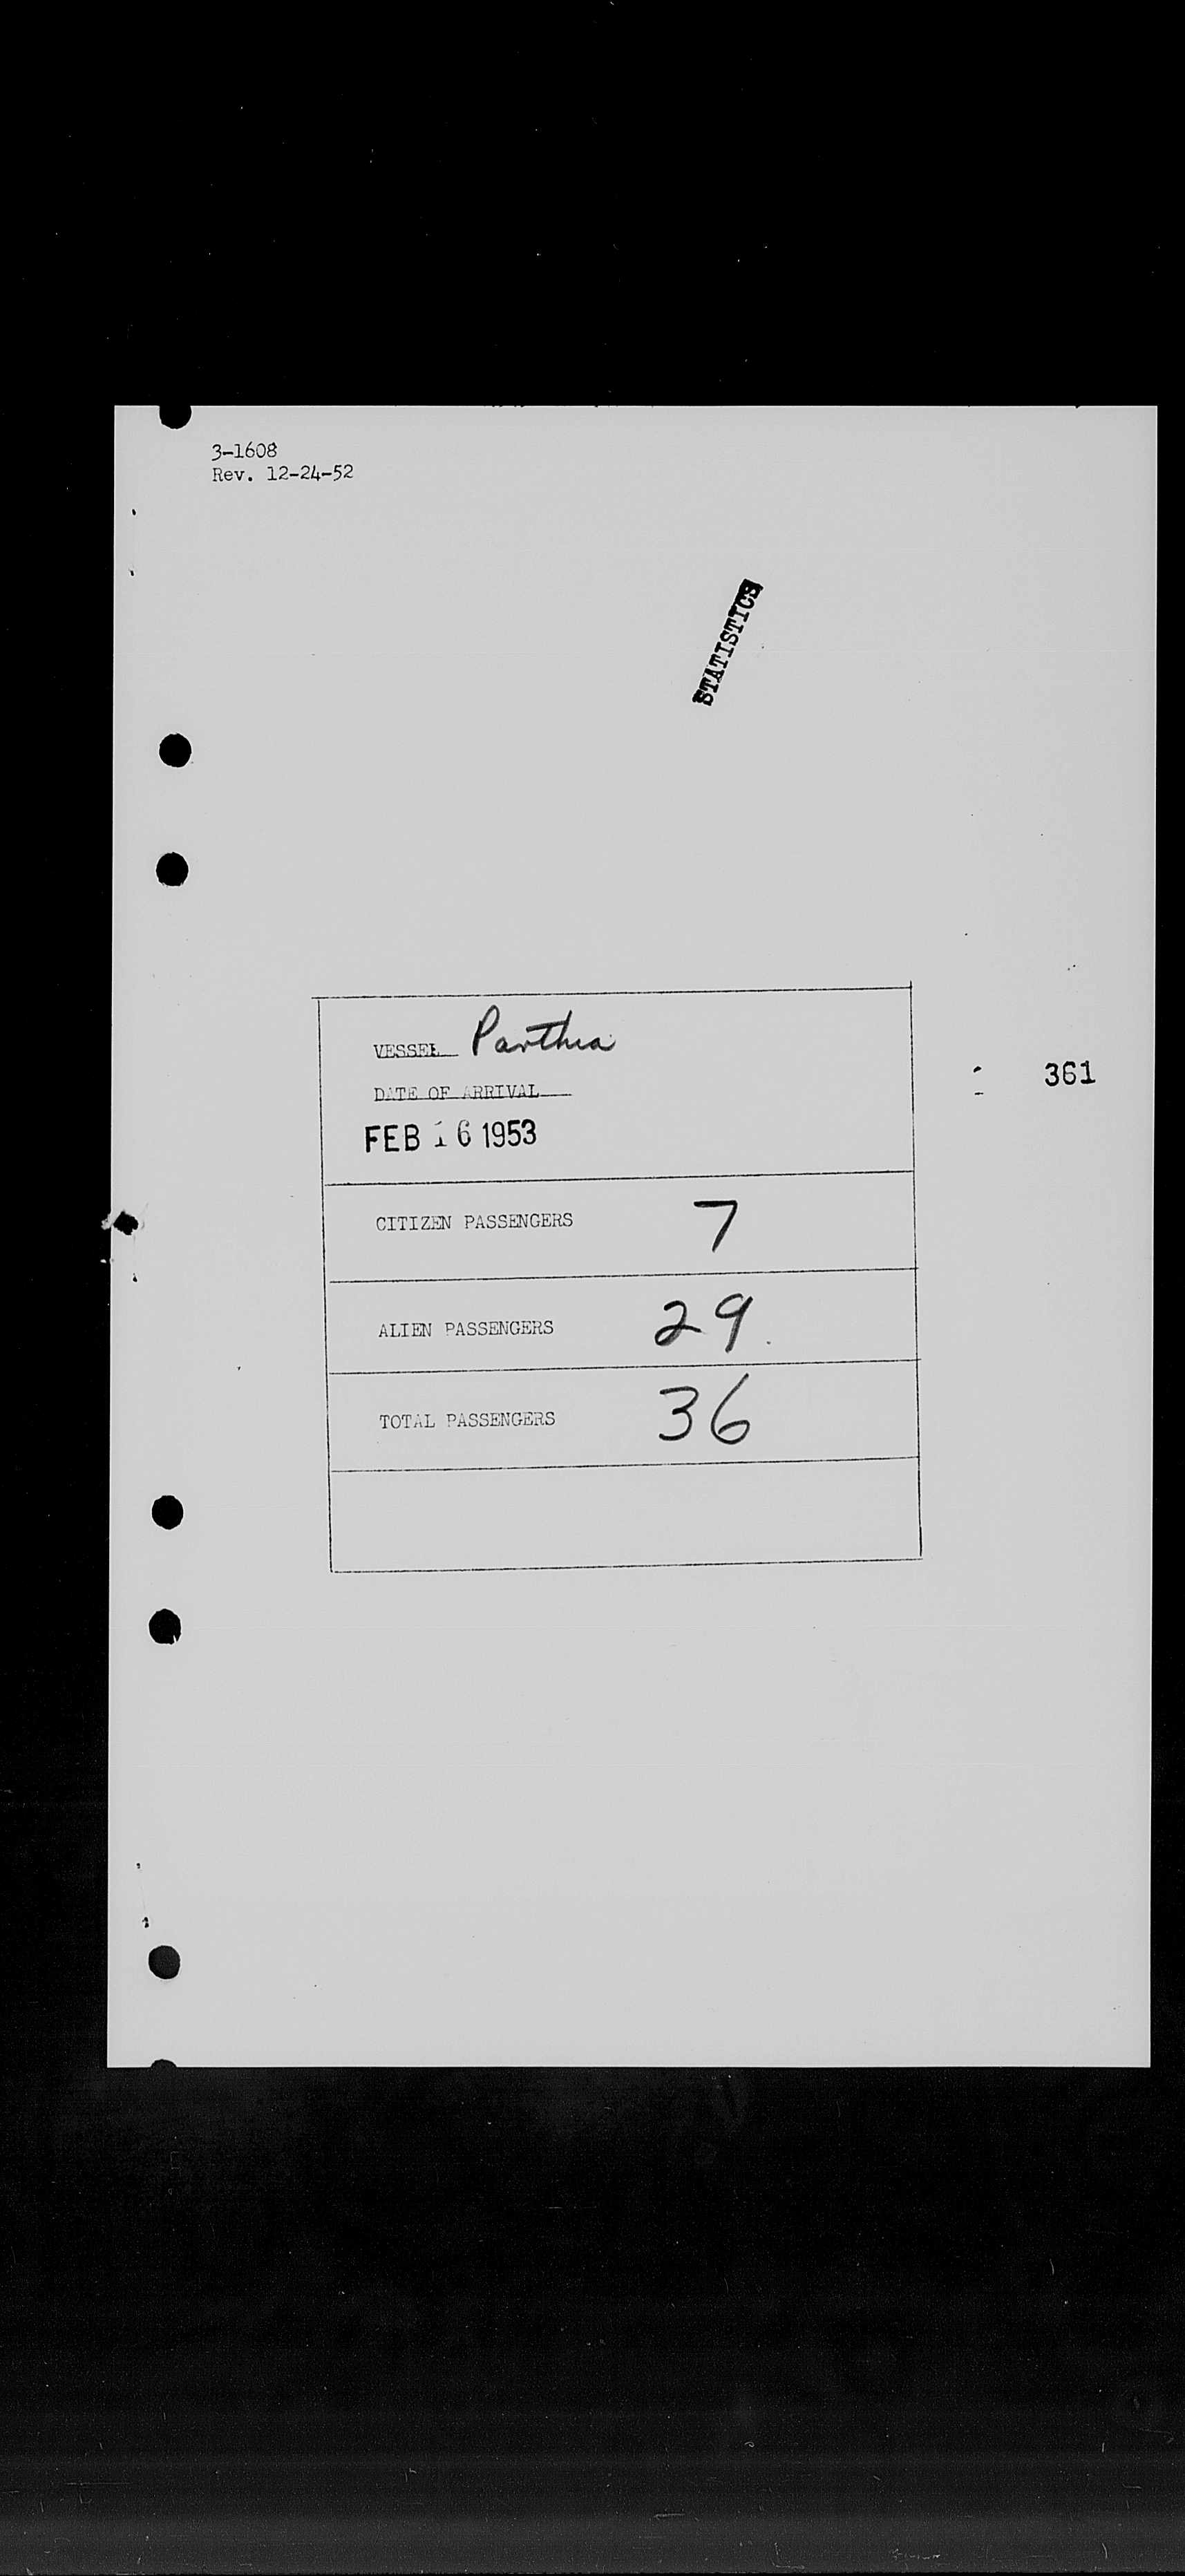 3-1608
Rev. 12-24-52
STATISTICS
VESSEL Parthia
DATE OF ARRIVAL
FEB 16 1953
361
CITIZEN PASSENGERS 7
ALIEN PASSENGERS 29
TOTAL PASSENGERS 36